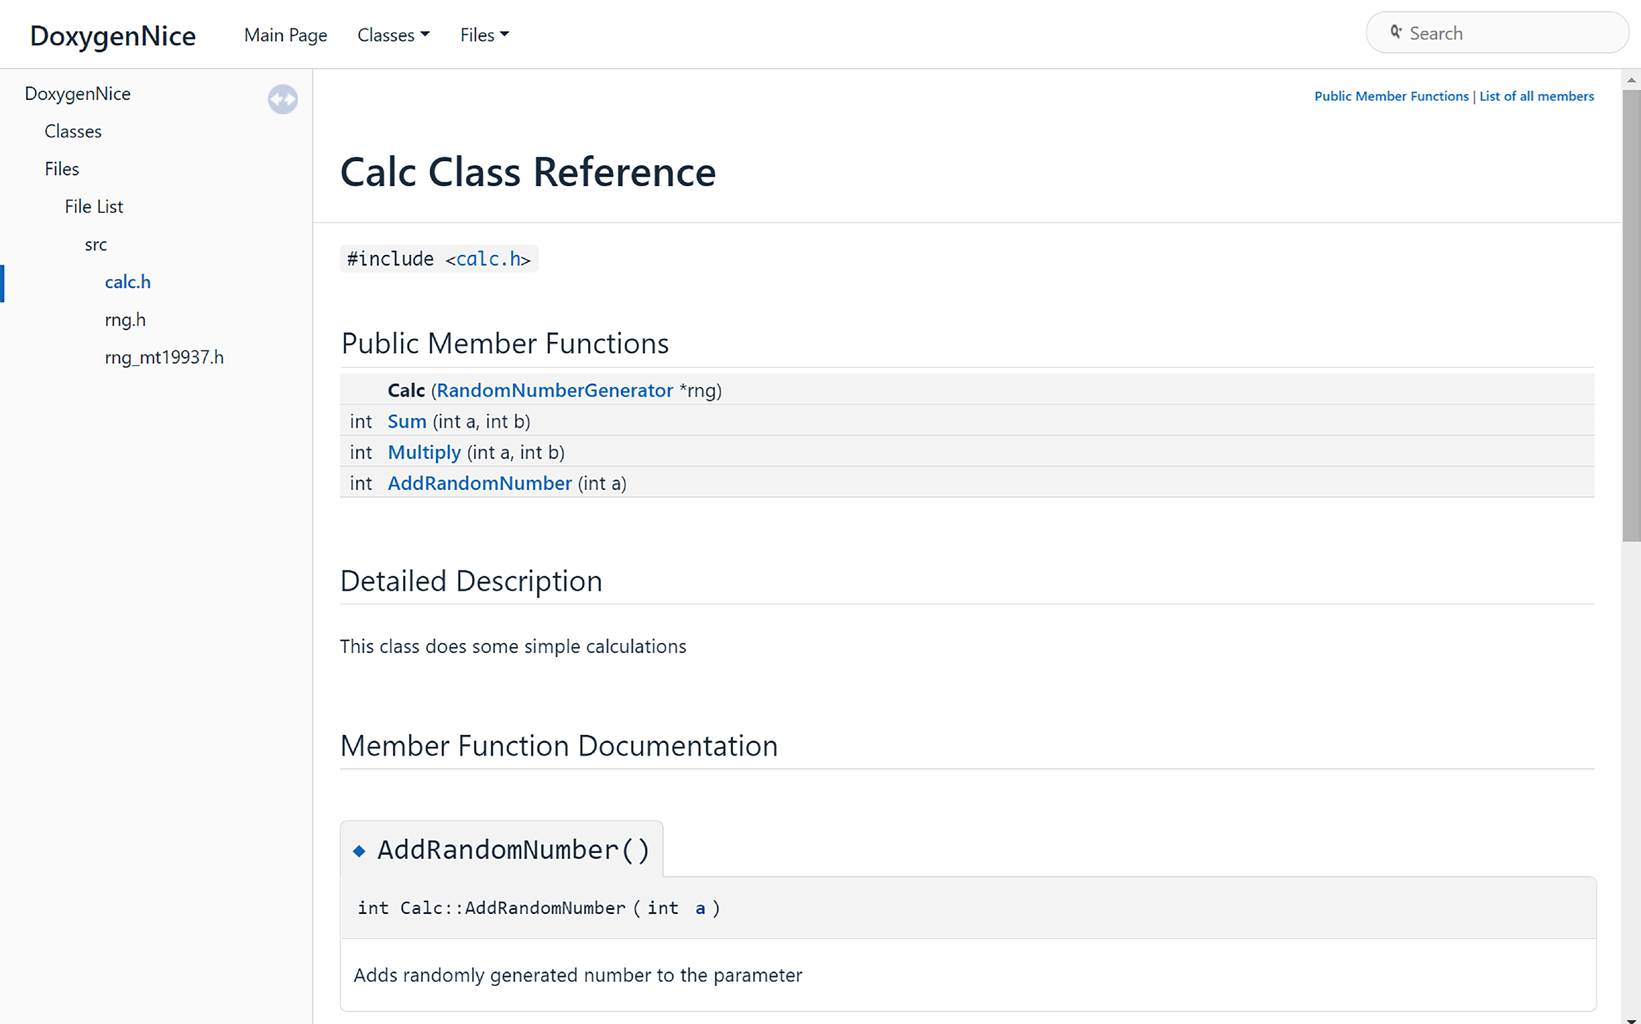 DoxygenNice Main Page Classes Files Search
DoxygenNice
Classes
Files
File List
src
calc.h
rng.h
rng_mt19937.h
Public Member Functions | List of all members
Calc Class Reference
#include <calc.h>
Public Member Functions
Calc (RandomNumberGenerator *rng)
int Sum (int a, int b)
int Multiply (int a, int b)
int AddRandomNumber (int a)
Detailed Description
This class does some simple calculations
Member Function Documentation
◆ AddRandomNumber()
int Calc::AddRandomNumber ( int a )
Adds randomly generated number to the parameter